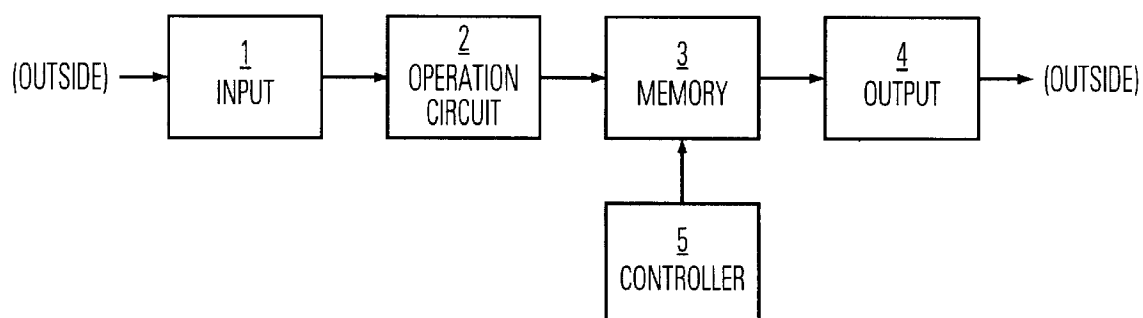 (OUTSIDE)
1
INPUT
2
OPERATION
CIRCUIT
3
MEMORY
4
OUTPUT
(OUTSIDE)
5
CONTROLLER